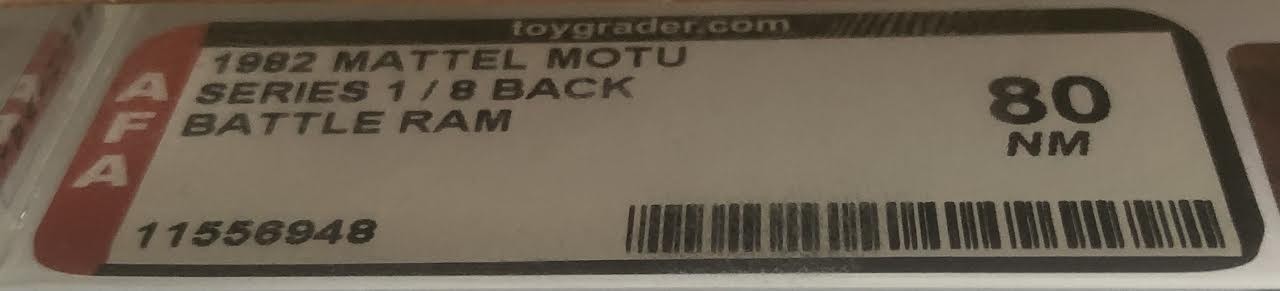 toygrader.com
AFA
1982 MATTEL MOTU
SERIES 1 / 8 BACK
BATTLE RAM
80
NM
11556948